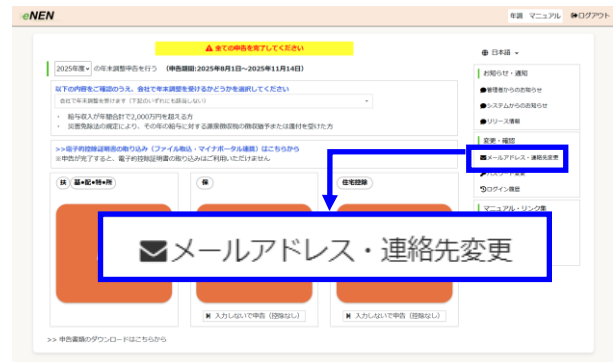 eNEN
年調 マニュアル ログアウト
全ての申告を完了してください
日本語
2025年度 の年末調整申告を行う (申告期間:2025年8月1日～2025年11月14日)
以下の内容をご確認のうえ、会社で年末調整を受けるかどうかを選択してください
会社で年末調整を受けます（下記のいずれにも該当しない）
・ 給与収入が年間合計で2,000万円を超える方
・ 災害免除法の規定により、その年の給与に対する源泉徴収税の徴収猶予または還付を受けた方
>>電子的控除証明書の取り込み（ファイル取込・マイナポータル連携）はこちらから
※申告が完了すると、電子的控除証明書の取り込みはご利用いただけません
扶 基•配•特•所
保
住宅控除
メールアドレス・連絡先変更
入力しないで申告（控除なし）
入力しないで申告（控除なし）
>> 申告書類のダウンロードはこちらから
お知らせ・通知
管理者からのお知らせ
システムからのお知らせ
リリース情報
変更・確認
メールアドレス・連絡先変更
パスワード変更
ログイン履歴
マニュアル・リンク集